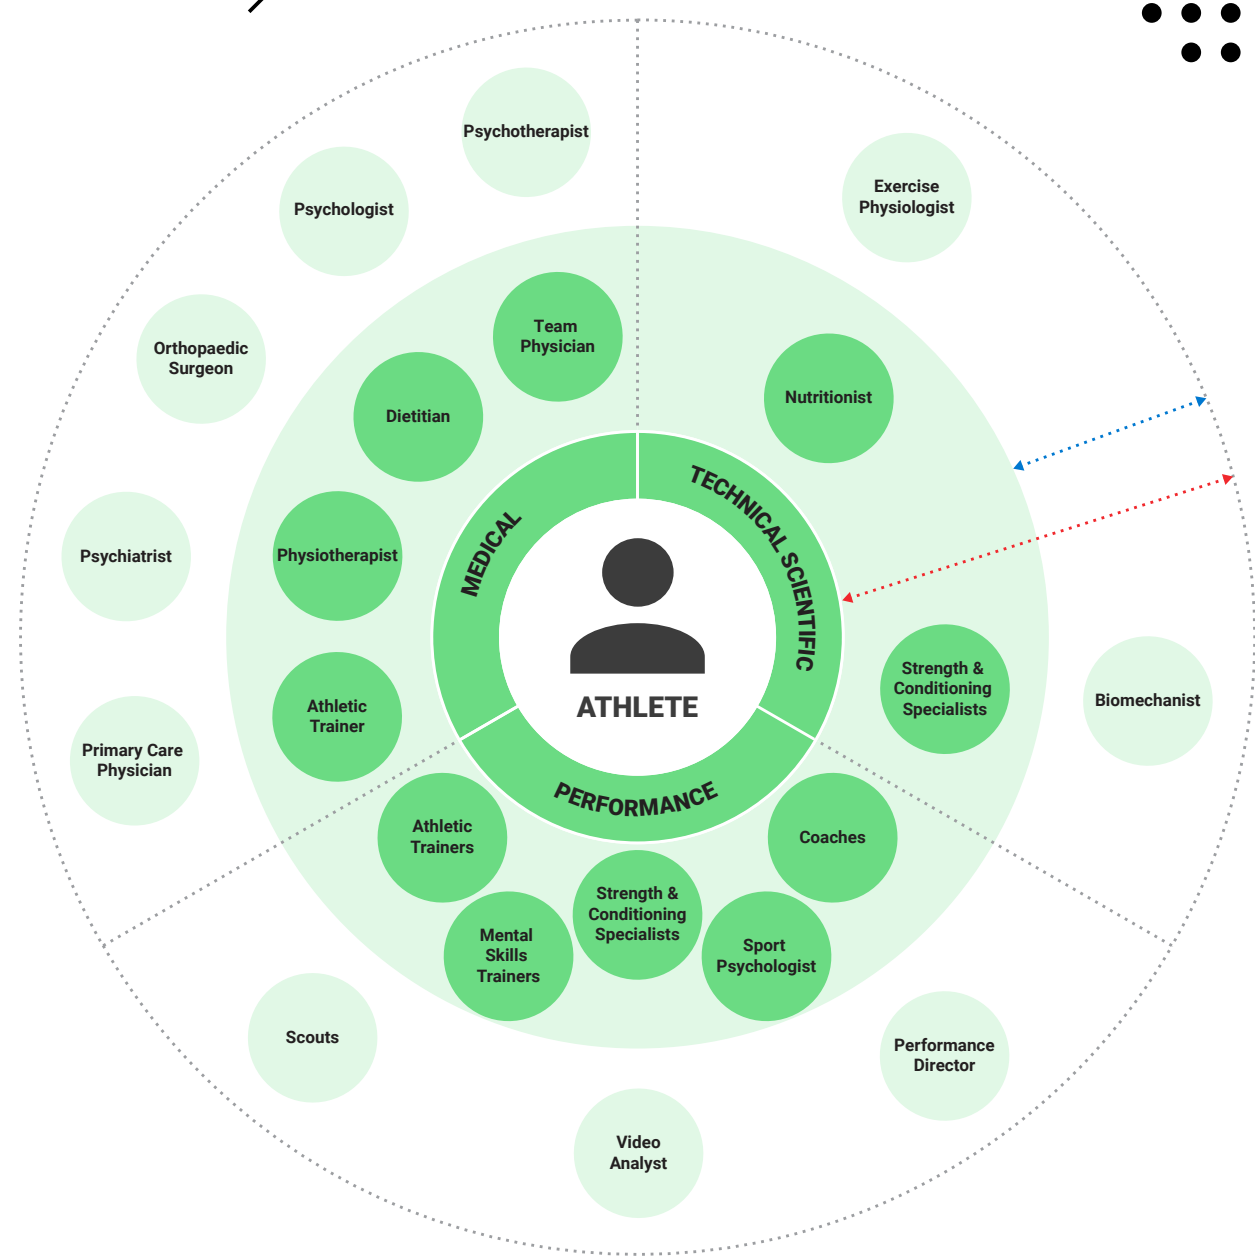 Psychotherapist
Psychologist
Exercise
Physiologist
Orthopaedic
Surgeon
Team
Physician
Dietitian
Nutritionist
MEDICAL
TECHNICAL SCIENTIFIC
Psychiatrist
Physiotherapist
ATHLETE
Athletic
Trainer
Strength &
Conditioning
Specialists
Biomechanist
Primary Care
Physician
PERFORMANCE
Athletic
Trainers
Coaches
Strength &
Conditioning
Specialists
Mental
Skills
Trainers
Sport
Psychologist
Scouts
Performance
Director
Video
Analyst